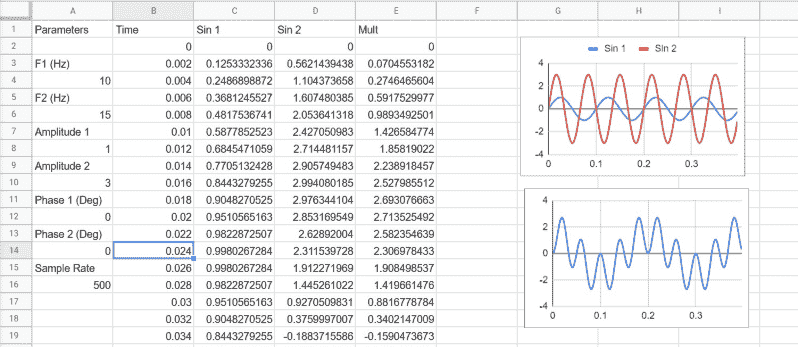 A B C D E F G H I
1 Parameters Time Sin 1 Sin 2 Mult
2 0 0 0 0
3 F1 (Hz) 0.002 0.1253332336 0.5621439438 0.0704553182
4 10 0.004 0.2486898872 1.104373658 0.2746465604
5 F2 (Hz) 0.006 0.3681245527 1.607480385 0.5917529977
6 15 0.008 0.4817536741 2.053641318 0.9893492501
7 Amplitude 1 0.01 0.5877852523 2.427050983 1.426584774
8 1 0.012 0.6845471059 2.714481157 1.85819022
9 Amplitude 2 0.014 0.7705132428 2.905749483 2.238918457
10 3 0.016 0.8443279255 2.994080185 2.527985512
11 Phase 1 (Deg) 0.018 0.9048270525 2.976344104 2.693076663
12 0 0.02 0.9510565163 2.853169549 2.713525492
13 Phase 2 (Deg) 0.022 0.9822872507 2.62892004 2.582354639
14 0 0.024 0.9980267284 2.311539728 2.306978433
15 Sample Rate 0.026 0.9980267284 1.912271969 1.908498537
16 500 0.028 0.9822872507 1.445261022 1.419661476
17 0.03 0.9510565163 0.9270509831 0.8816778784
18 0.032 0.9048270525 0.3759997007 0.3402147009
19 0.034 0.8443279255 -0.1883715586 -0.1590473673
Sin 1 SIn 2
4
2
0
-2
-4
0 0.1 0.2 0.3
4
2
0
-2
-4
0 0.1 0.2 0.3